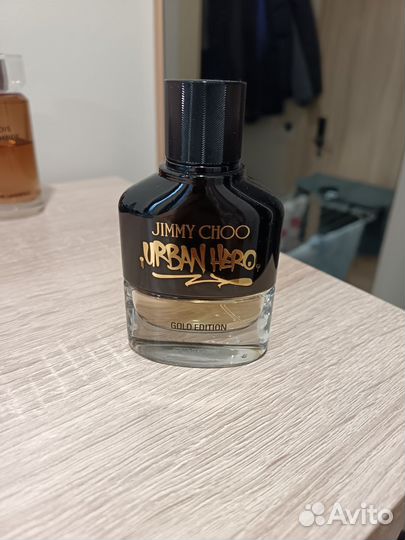 JIMMY CHOO
URBAN HERO
GOLD EDITION
Avito